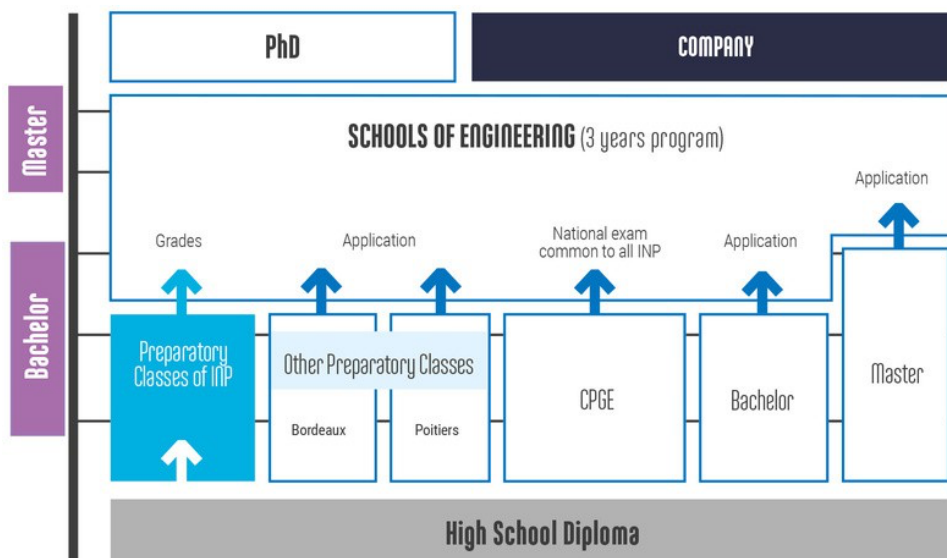 PhD
COMPANY
Master
SCHOOLS OF ENGINEERING (3 years program)
Application
Grades
Application
National exam
common to all INP
Application
Bachelor
Preparatory
Classes of INP
Other Preparatory Classes
Bordeaux
Poitiers
CPGE
Bachelor
Master
High School Diploma